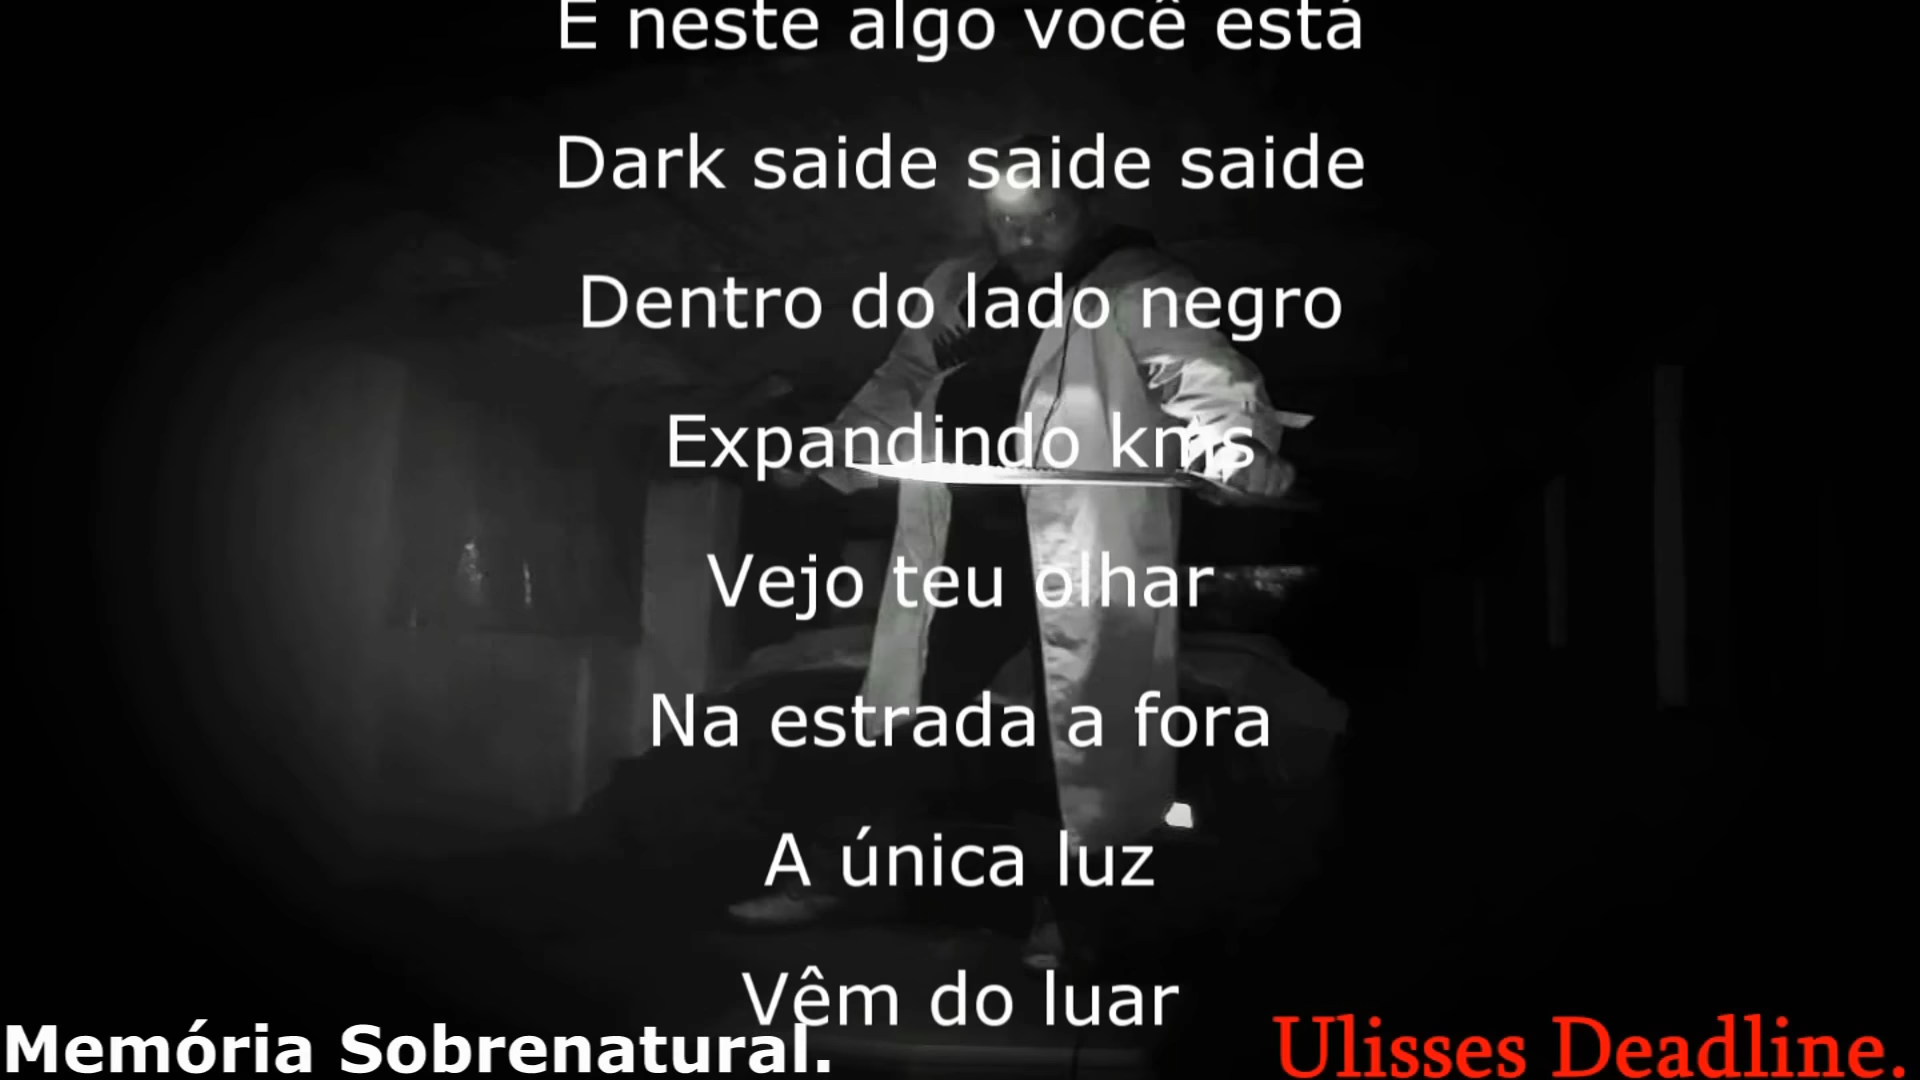 E neste algo você está
Dark saide saide saide
Dentro do lado negro
Expandindo kms
Vejo teu olhar
Na estrada a fora
A única luz
Vêm do luar
Memória Sobrenatural.
Ulisses Deadline.